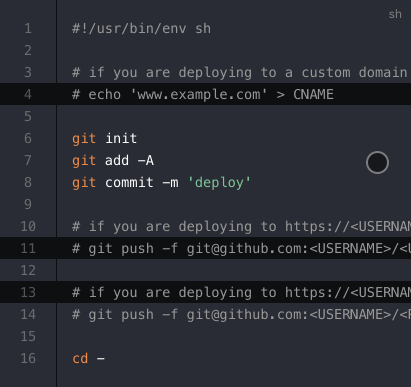 sh
1 #!/usr/bin/env sh
2
3 # if you are deploying to a custom domain
4 # echo 'www.example.com' > CNAME
5
6 git init
7 git add -A
8 git commit -m 'deploy'
9
10 # if you are deploying to https://<USERNAM
11 # git push -f git@github.com:<USERNAME>/<U
12
13 # if you are deploying to https://<USERNAM
14 # git push -f git@github.com:<USERNAME>/<
15
16 cd -